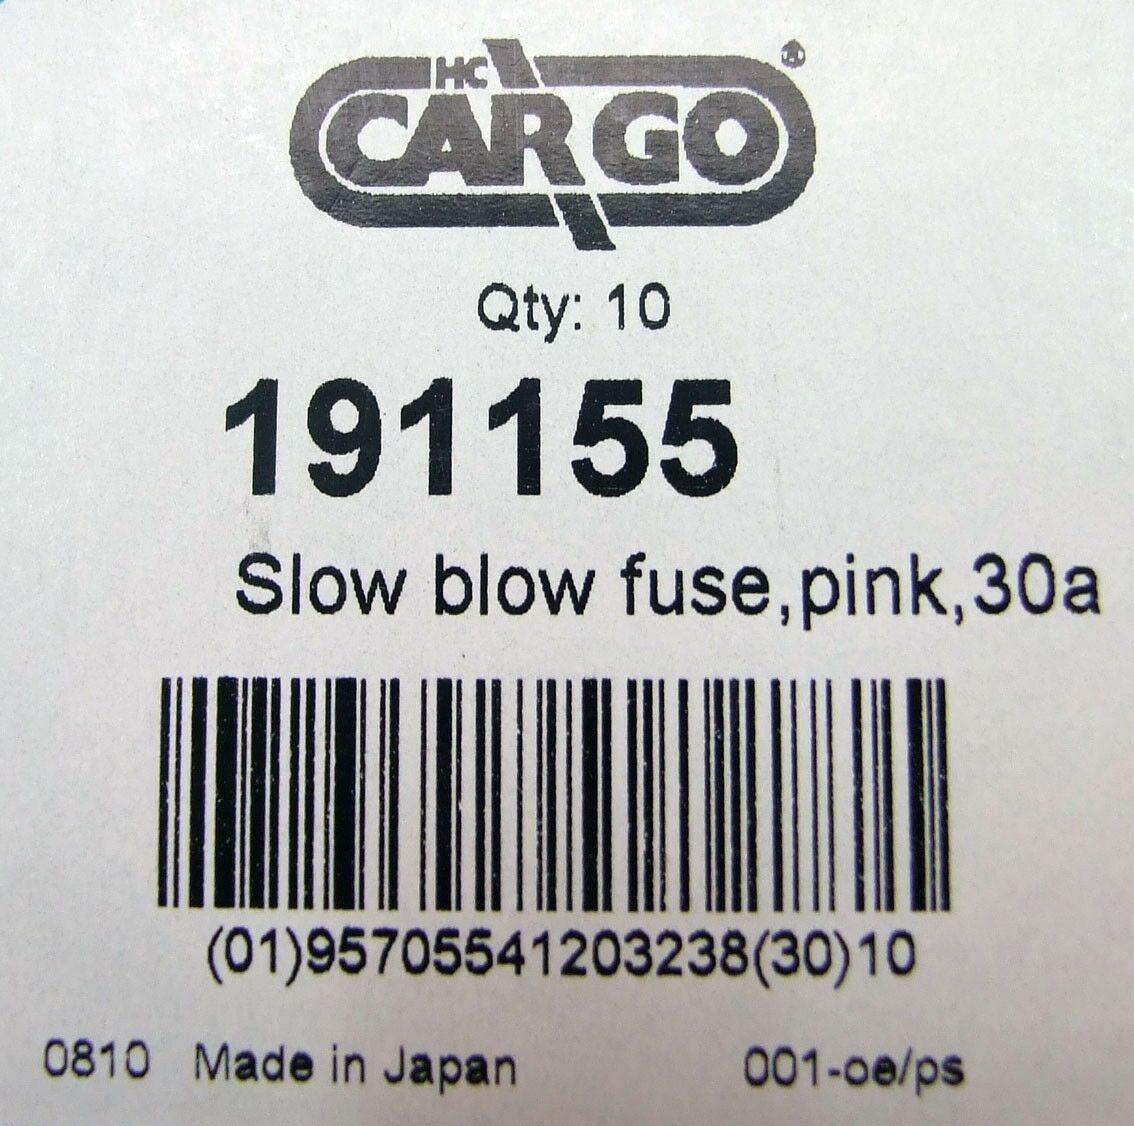 HC
CARGO
Qty: 10
191155
Slow blow fuse,pink,30a
(01)95705541203238(30)10
0810 Made in Japan 001-oe/ps